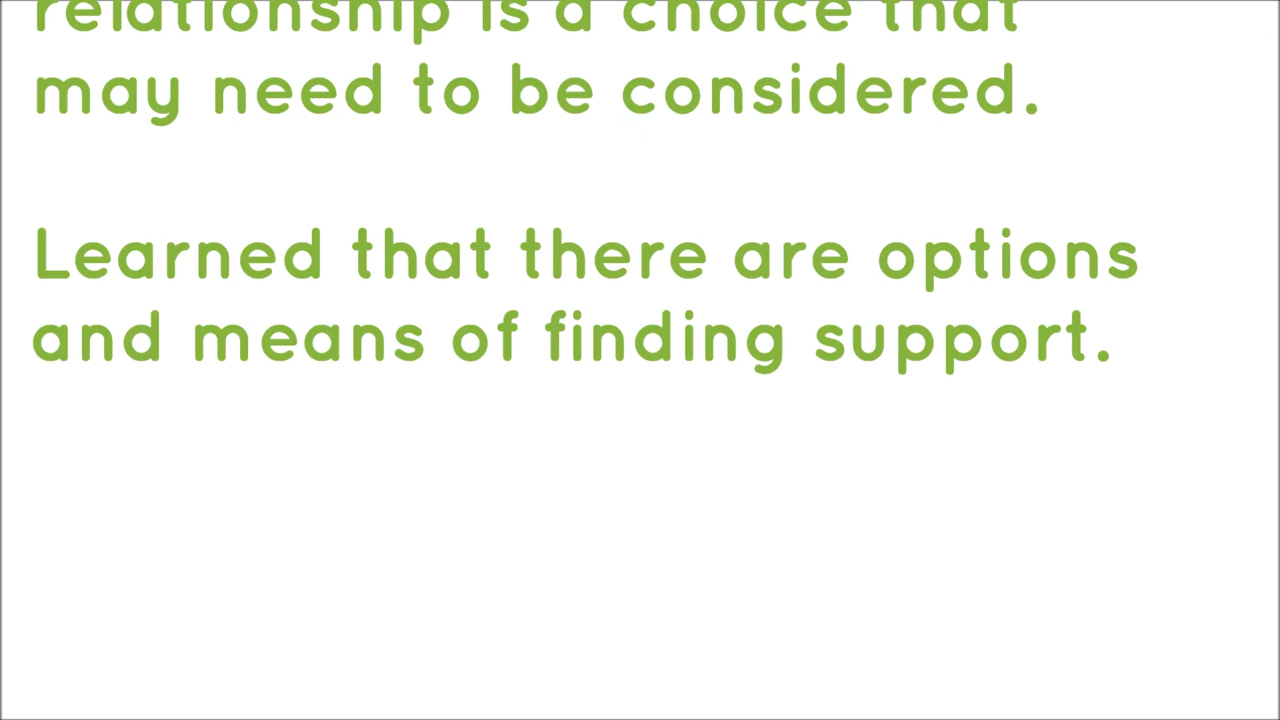 relationship is a choice that
may need to be considered.
Learned that there are options
and means of finding support.